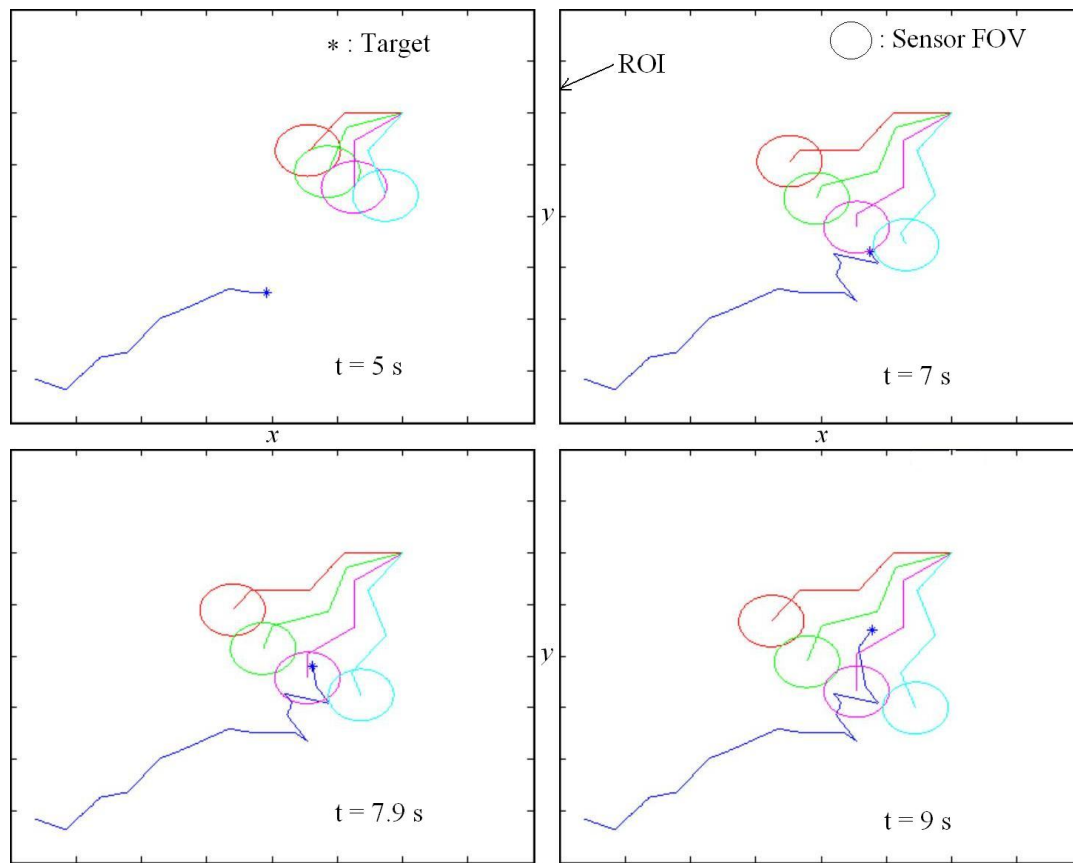 * : Target
t = 5 s
x
: Sensor FOV
ROI
y
t = 7 s
x
t = 7.9 s
y
t = 9 s